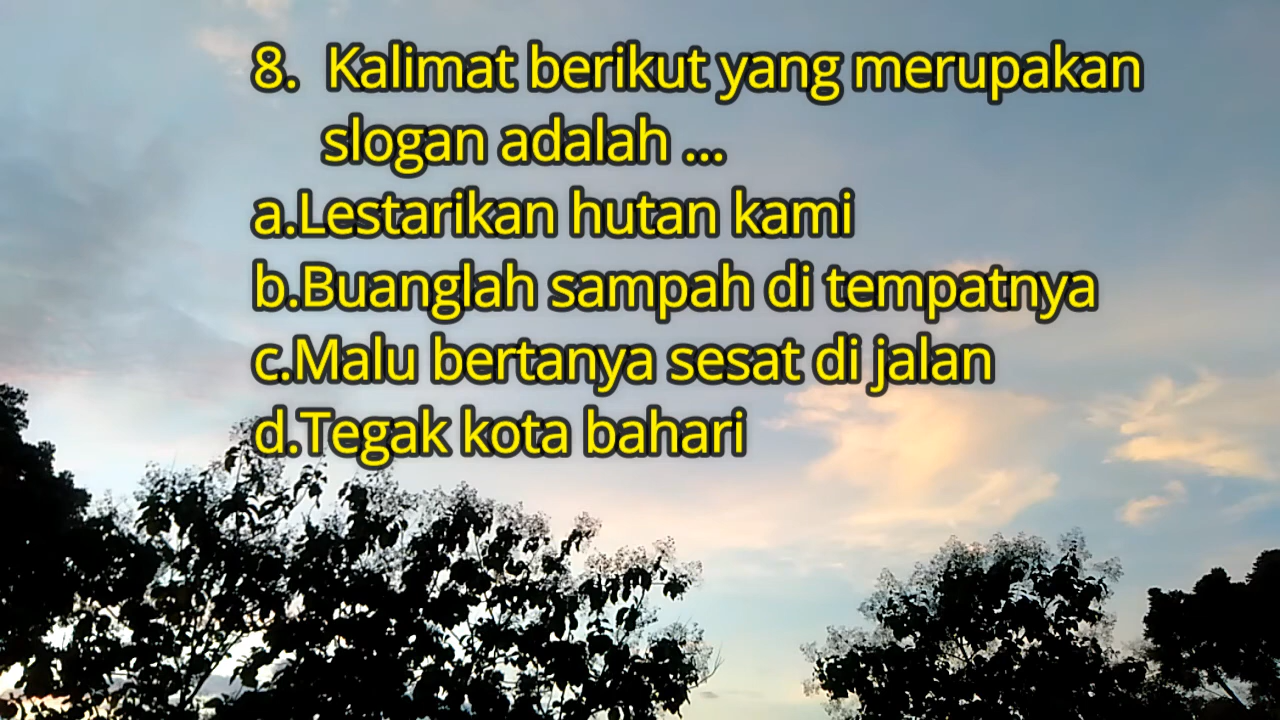 8. Kalimat berikut yang merupakan
slogan adalah ...
a.Lestarikan hutan kami
b.Buanglah sampah di tempatnya
c.Malu bertanya sesat di jalan
d.Tegak kota bahari